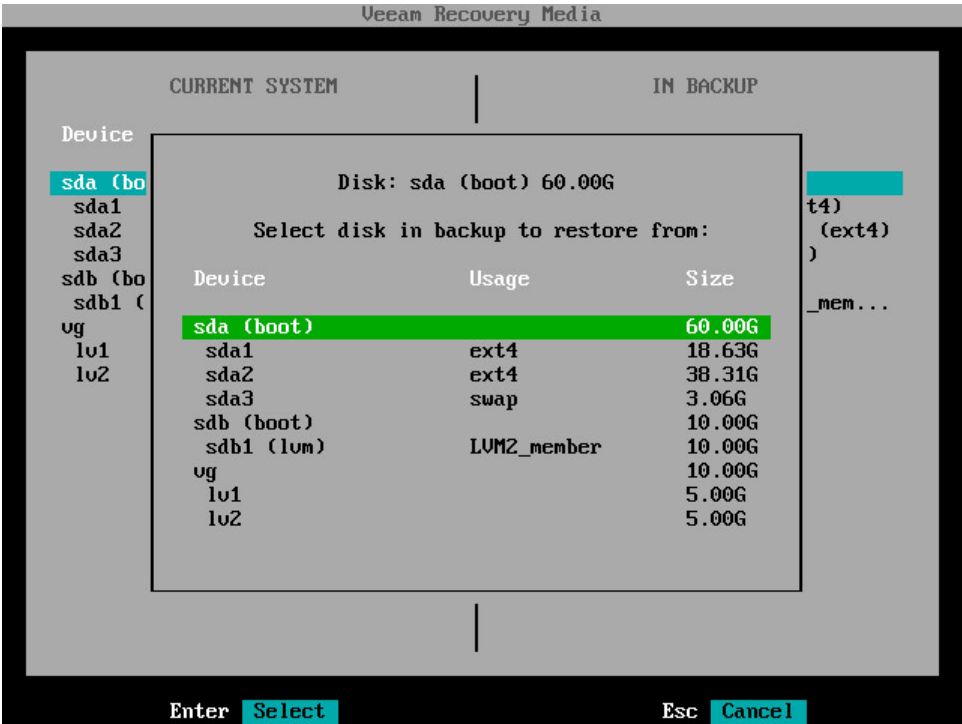 Veeam Recovery Media
CURRENT SYSTEM IN BACKUP
Device
Disk: sda (boot) 60.00G
sda (bo
sda1 t4)
sda2 Select disk in backup to restore from: (ext4)
sda3 )
sdb (bo Device Usage Size
sdb1 ( _mem...
vg sda (boot) 60.00G
lv1 sda1 ext4 18.63G
lv2 sda2 ext4 38.31G
sda3 swap 3.06G
sdb (boot) 10.00G
sdb1 (lvm) LVM2_member 10.00G
vg 10.00G
lv1 5.00G
lv2 5.00G
Enter Select Esc Cancel